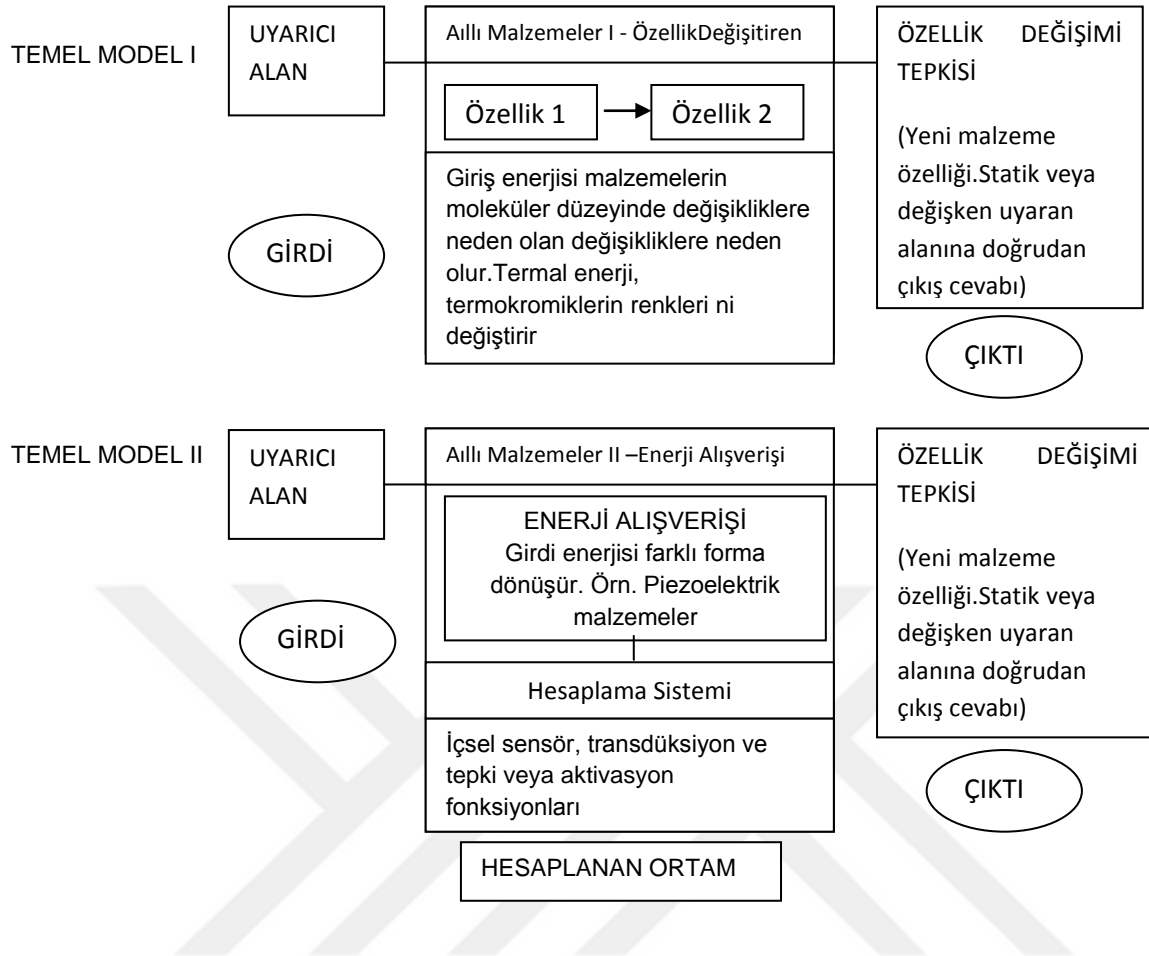 TEMEL MODEL I
UYARICI
ALAN
GİRDİ
Aıllı Malzemeler I - ÖzellikDeğişitiren
Özellik 1
Özellik 2
Giriş enerjisi malzemelerin
moleküler düzeyinde değişikliklere
neden olan değişikliklere neden
olur.Termal enerji,
termokromiklerin renkleri ni
değiştirir
ÖZELLİK DEĞİŞİMİ
TEPKİSİ
(Yeni malzeme
özelliği.Statik veya
değişken uyaran
alanına doğrudan
çıkış cevabı)
ÇIKTI
TEMEL MODEL II
UYARICI
ALAN
GİRDİ
Aıllı Malzemeler II –Enerji Alışverişi
ENERJİ ALIŞVERİŞİ
Girdi enerjisi farklı forma
dönüşür. Örn. Piezoelektrik
malzemeler
Hesaplama Sistemi
İçsel sensör, transdüksiyon ve
tepki veya aktivasyon
fonksiyonları
HESAPLANAN ORTAM
ÖZELLİK DEĞİŞİMİ
TEPKİSİ
(Yeni malzeme
özelliği.Statik veya
değişken uyaran
alanına doğrudan
çıkış cevabı)
ÇIKTI